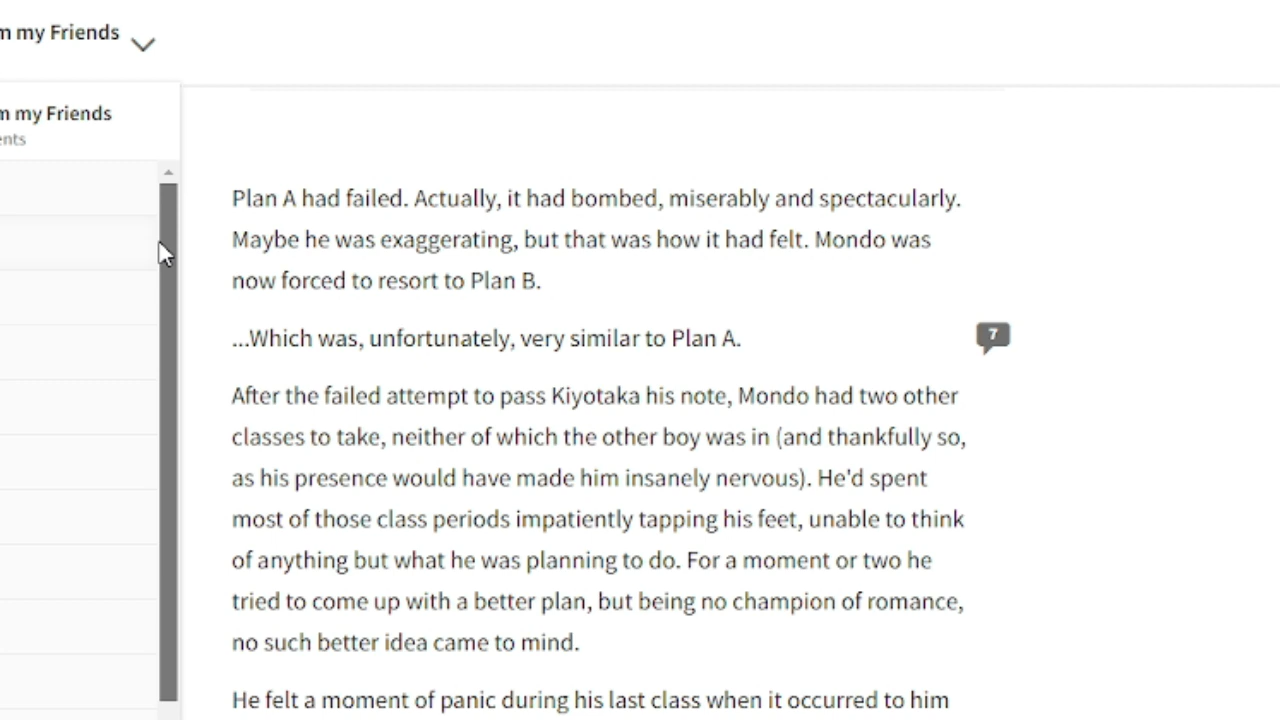 m my Friends
m my Friends
ents
Plan A had failed. Actually, it had bombed, miserably and spectacularly.
Maybe he was exaggerating, but that was how it had felt. Mondo was
now forced to resort to Plan B.
...Which was, unfortunately, very similar to Plan A.
7
After the failed attempt to pass Kiyotaka his note, Mondo had two other
classes to take, neither of which the other boy was in (and thankfully so,
as his presence would have made him insanely nervous). He'd spent
most of those class periods impatiently tapping his feet, unable to think
of anything but what he was planning to do. For a moment or two he
tried to come up with a better plan, but being no champion of romance,
no such better idea came to mind.
He felt a moment of panic during his last class when it occurred to him